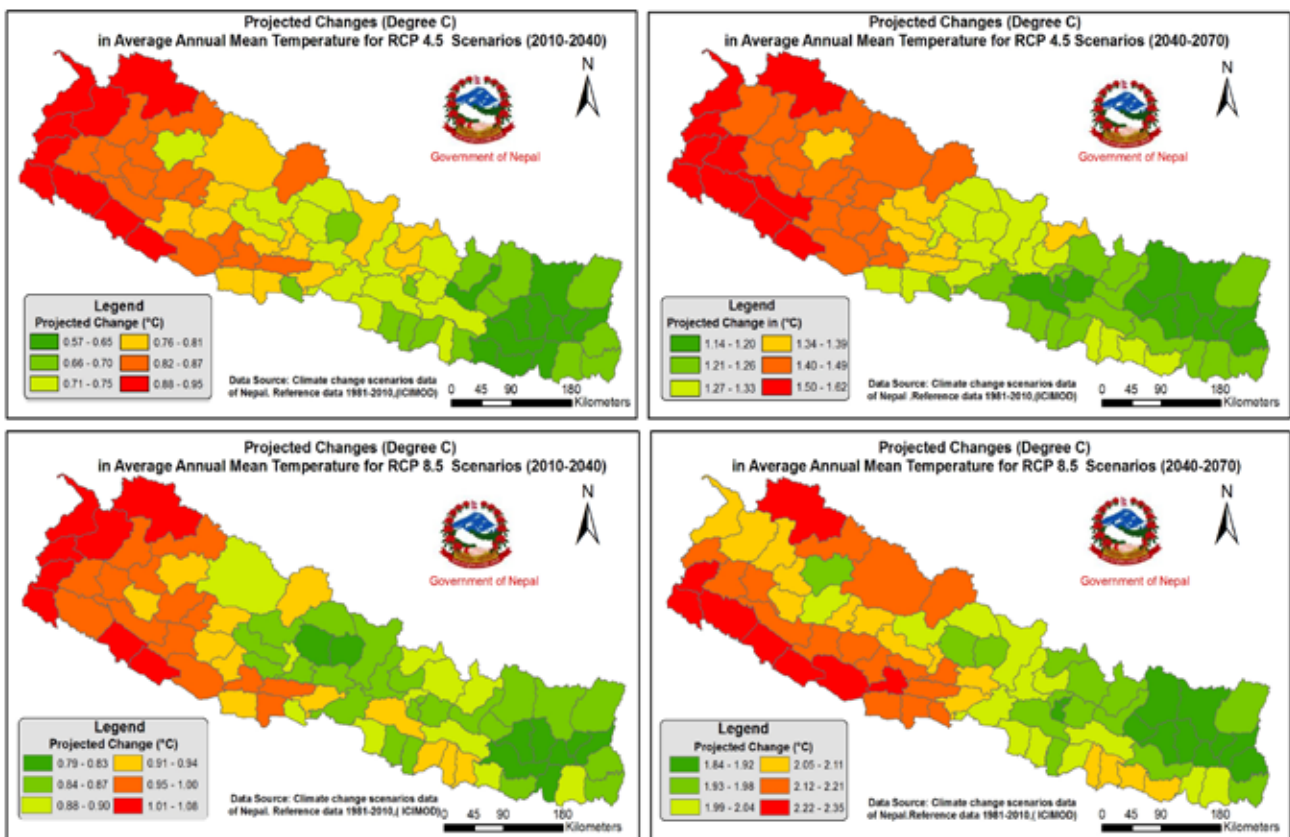 Projected Changes (Degree C)
in Average Annual Mean Temperature for RCP 4.5 Scenarios (2010-2040)
N
Government of Nepal
Legend
Projected Change (°C)
0.57 - 0.65
0.76 - 0.81
0.66 - 0.70
0.82 - 0.87
0.71 - 0.75
0.88 - 0.95
Data Source: Climate change scenarios data
of Nepal. Reference data 1981-2010,(ICIMOD)
0 45 90 180
Kilometers
Projected Changes (Degree C)
in Average Annual Mean Temperature for RCP 4.5 Scenarios (2040-2070)
N
Government of Nepal
Legend
Projected Change in (°C)
1.14 - 1.20
1.34 - 1.39
1.21 - 1.26
1.40 - 1.49
1.27 - 1.33
1.50 - 1.62
Data Source: Climate change scenarios data
of Nepal .Reference data 1981-2010,(ICIMOD)
0 45 90 180
Kilometers
Projected Changes (Degree C)
in Average Annual Mean Temperature for RCP 8.5 Scenarios (2010-2040)
N
Government of Nepal
Legend
Projected Change (°C)
0.79 - 0.83
0.91 - 0.94
0.84 - 0.87
0.95 - 1.00
0.88 - 0.90
1.01 - 1.08
Data Source: Climate change scenarios data
of Nepal.Reference data 1981-2010,( ICIMOD)
0 45 90 180
Kilometers
Projected Changes (Degree C)
in Average Annual Mean Temperature for RCP 8.5 Scenarios (2040-2070)
N
Government of Nepal
Legend
Projected Change (°C)
1.84 - 1.92
2.05 - 2.11
1.93 - 1.98
2.12 - 2.21
1.99 - 2.04
2.22 - 2.35
Data Source: Climate change scenarios data
of Nepal.Reference data 1981-2010,( ICIMOD)
0 45 90 180
Kilometers